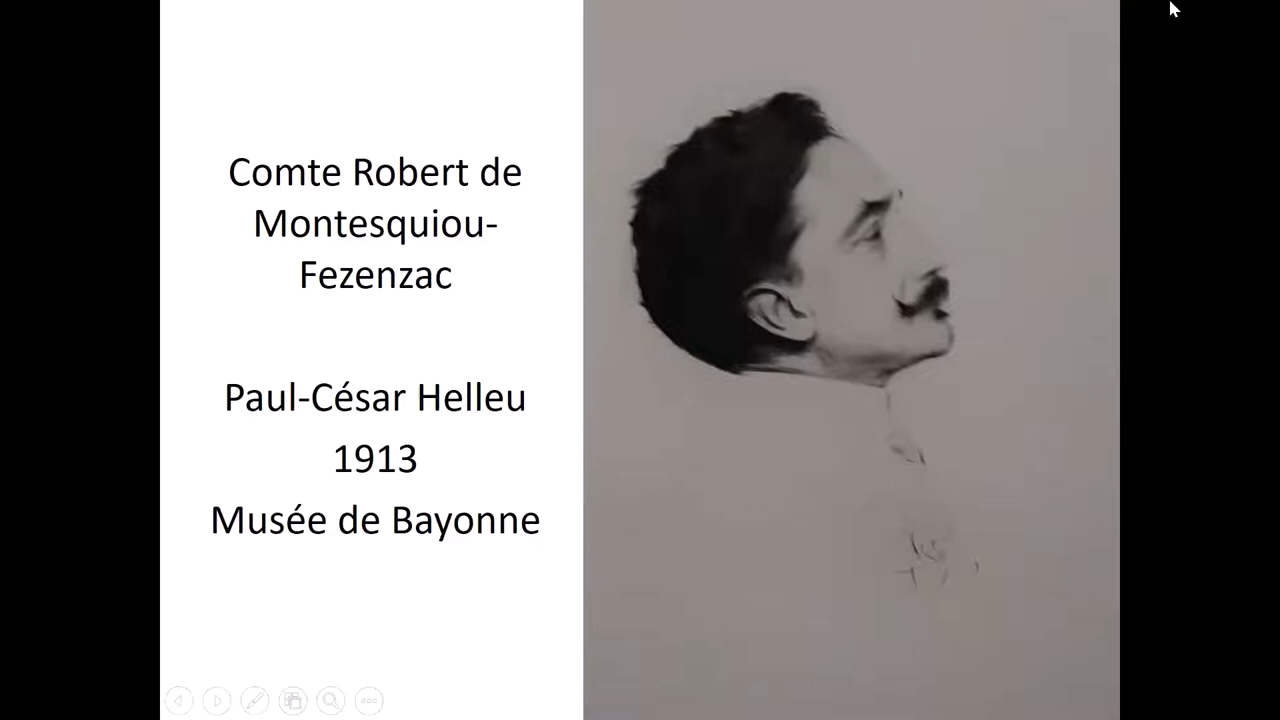 Comte Robert de
Montesquiou-
Fezenzac
Paul-César Helleu
1913
Musée de Bayonne